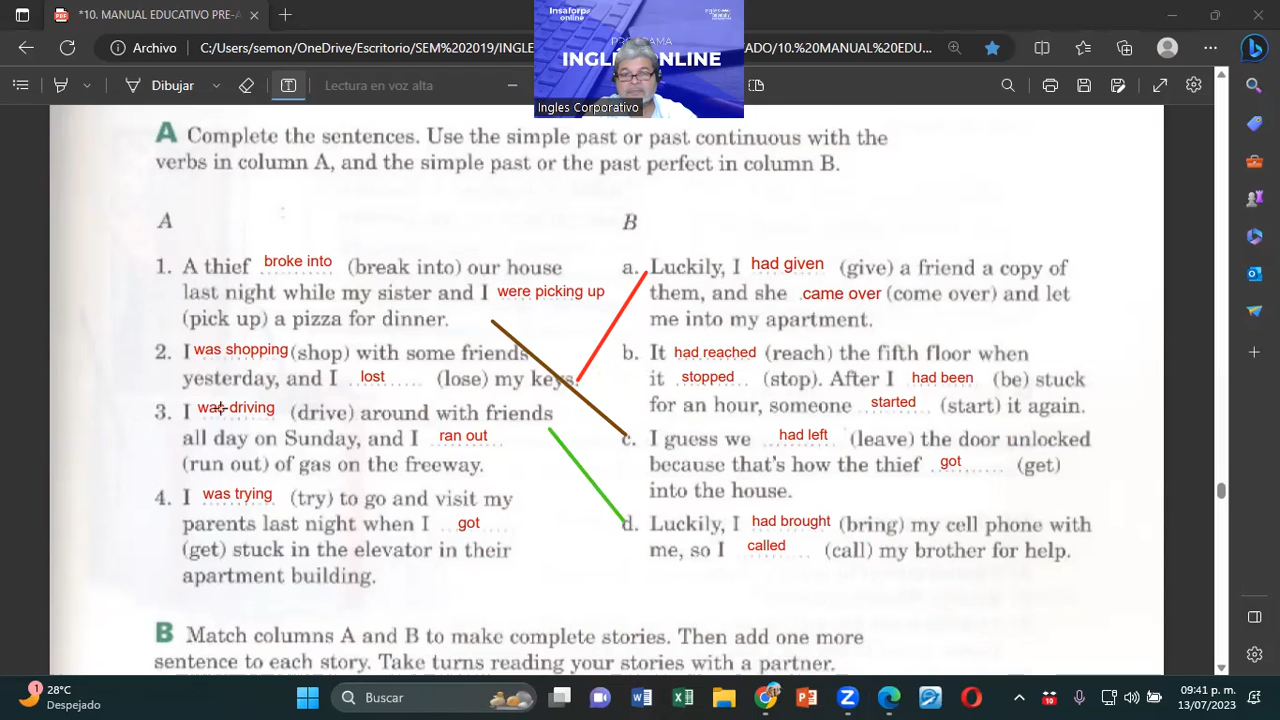 *10. MANUAL EDUCATIVO PRE-A
Archivo C:/Users/semon/OneDrive/Escritorio/SEM%202019/INGLE
ADO/10.%20MANUAL%20EDU...
Dibujar
Lectura en voz alta
Insaforp
online
PROGRAMA
INGLÉS ONLINE
Ingles Corporativo
A Complete the sentences. Use the simple past or past continuous with the
verbs in column A, and the simple past or the past perfect in column B.
A
1. A thief broke into (break into) our house
last night while my sister and I were picking up
(pick up) a pizza for dinner.
2. I was shopping (shop) with some friends
yesterday, and I lost (lose) my keys.
3. I was driving (drive) around with friends
all day on Sunday, and I ran out
(run out) of gas on the freeway.
4. I was trying (try) to go and visit my
parents last night when I got
(get) stuck in the elevator in their
apartment building.
B
a. Luckily, I had given (give) a friend a copy of
them, and she came over (come over) and let
me into my apartment.
b. It had reached (reach) the fifth floor when
it stopped (stop). After I had been (be) stuck
for an hour, someone started (start) it again.
c. I guess we had left (leave) the door unlocked
because that's how the thief got (get)
into the house.
d. Luckily, I had brought (bring) my cell phone with
me, so I called (call) my brother for help.
B Match columns A and B to make complete stories. Then add one more
sentence to each story. Take turns reading your stories with a partner.
1
28°C
Despejado
Buscar
10
09:41 p. m.
13/07/2023